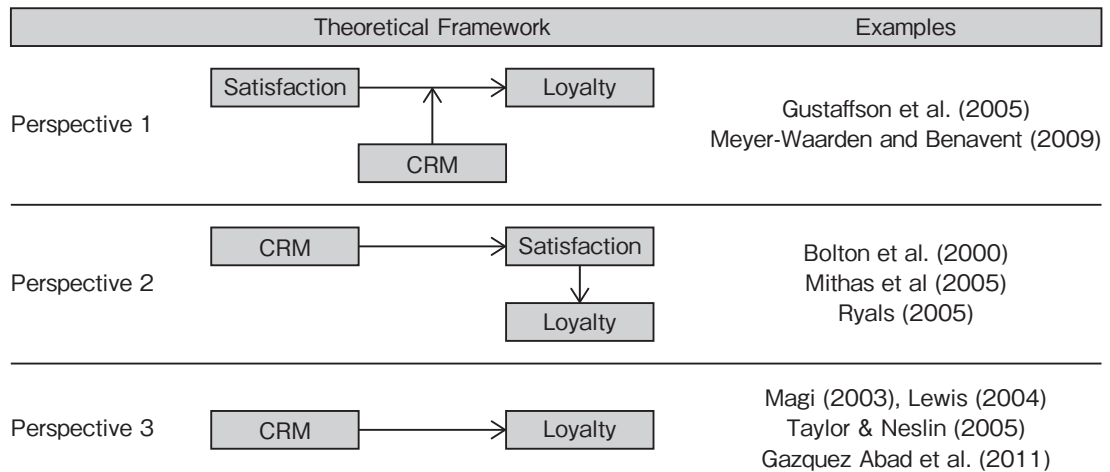 Theoretical Framework Examples
Satisfaction Loyalty
Perspective 1
CRM
Gustaffson et al. (2005)
Meyer-Waarden and Benavent (2009)
Perspective 2
CRM Satisfaction
Loyalty
Bolton et al. (2000)
Mithas et al (2005)
Ryals (2005)
Perspective 3
CRM Loyalty
Magi (2003), Lewis (2004)
Taylor & Neslin (2005)
Gazquez Abad et al. (2011)